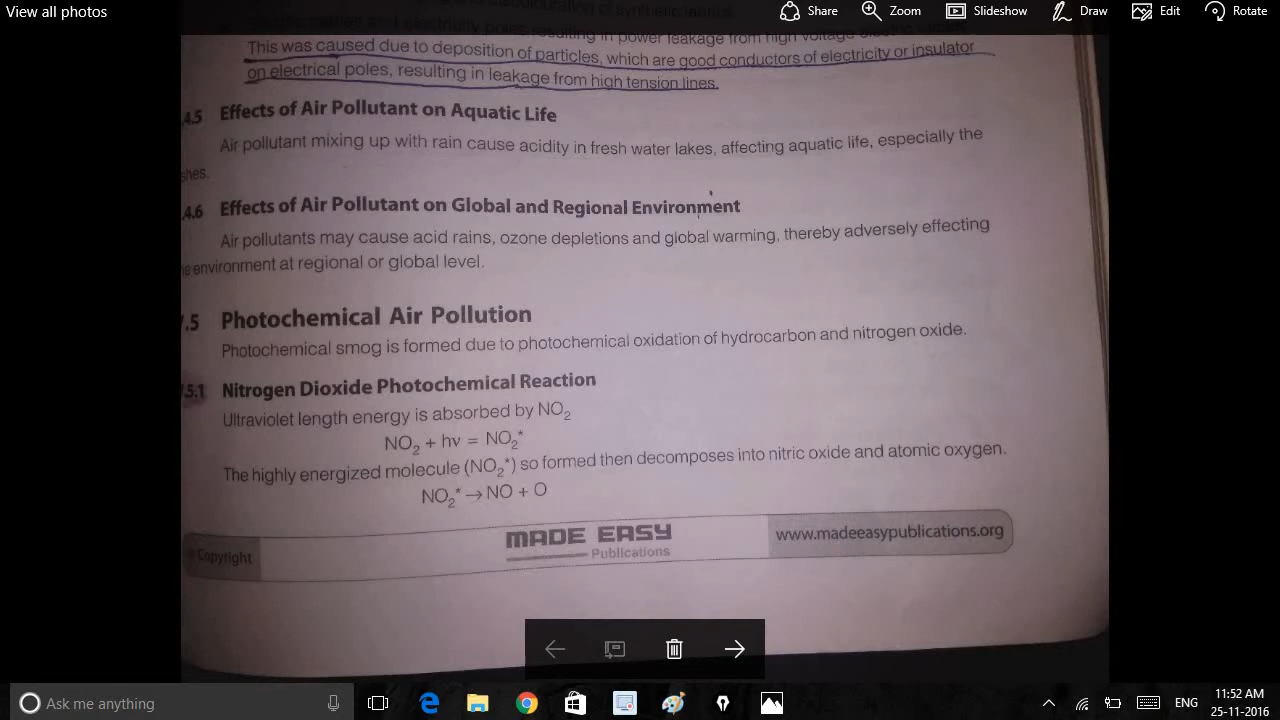 View all photos
Share Zoom Slideshow Draw Edit Rotate
resulting in power leakage from high voltage
This was caused due to deposition of particles, which are good conductors of electricity or insulator
on electrical poles, resulting in leakage from high tension lines.
.4.5 Effects of Air Pollutant on Aquatic Life
Air pollutant mixing up with rain cause acidity in fresh water lakes, affecting aquatic life, especially the
shes.
.4.6 Effects of Air Pollutant on Global and Regional Environment
Air pollutants may cause acid rains, ozone depletions and global warming, thereby adversely effecting
environment at regional or global level.
.5 Photochemical Air Pollution
Photochemical smog is formed due to photochemical oxidation of hydrocarbon and nitrogen oxide.
.5.1 Nitrogen Dioxide Photochemical Reaction
Ultraviolet length energy is absorbed by NO₂
NO₂ + hν = NO₂*
The highly energized molecule (NO₂*) so formed then decomposes into nitric oxide and atomic oxygen.
NO₂* → NO + O
Copyright MADE EASY www.madeeasypublications.org
Publications
Ask me anything
ENG
11:52 AM
25-11-2016